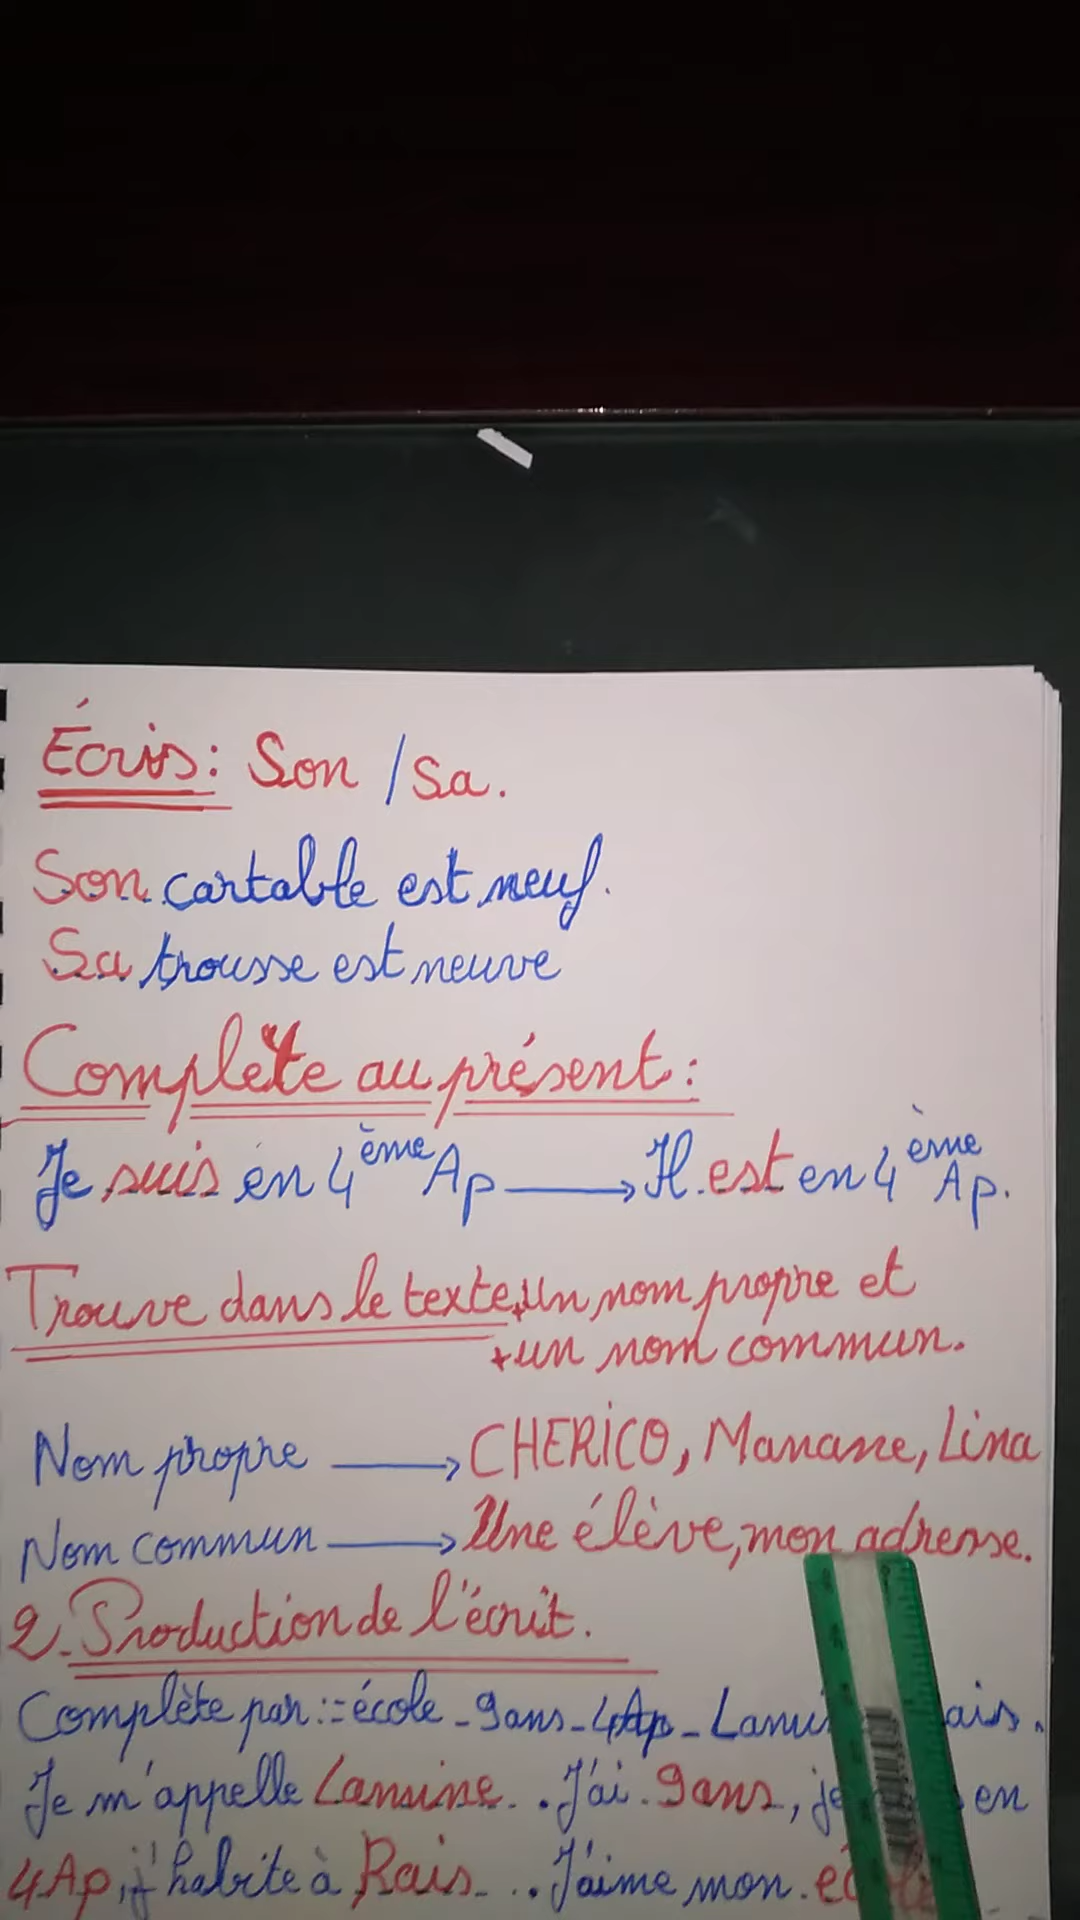 Écris: Son / Sa.
Son cartable est neuf.
Sa trousse est neuve
Complète au présent:
Je suis en 4ème Ap → Il est en 4ème Ap.
Trouve dans le texte + Un nom propre et
+ un nom commun.
Nom propre → CHERICO, Manane, Lina
Nom commun → Une élève, mon adresse.
2. Production de l'écrit.
Complète par :- école - 9ans - 4Ap -
Je m'appelle Lamine. J'ai 9ans, en
4Ap, j'habite à Rais... J'aime mon